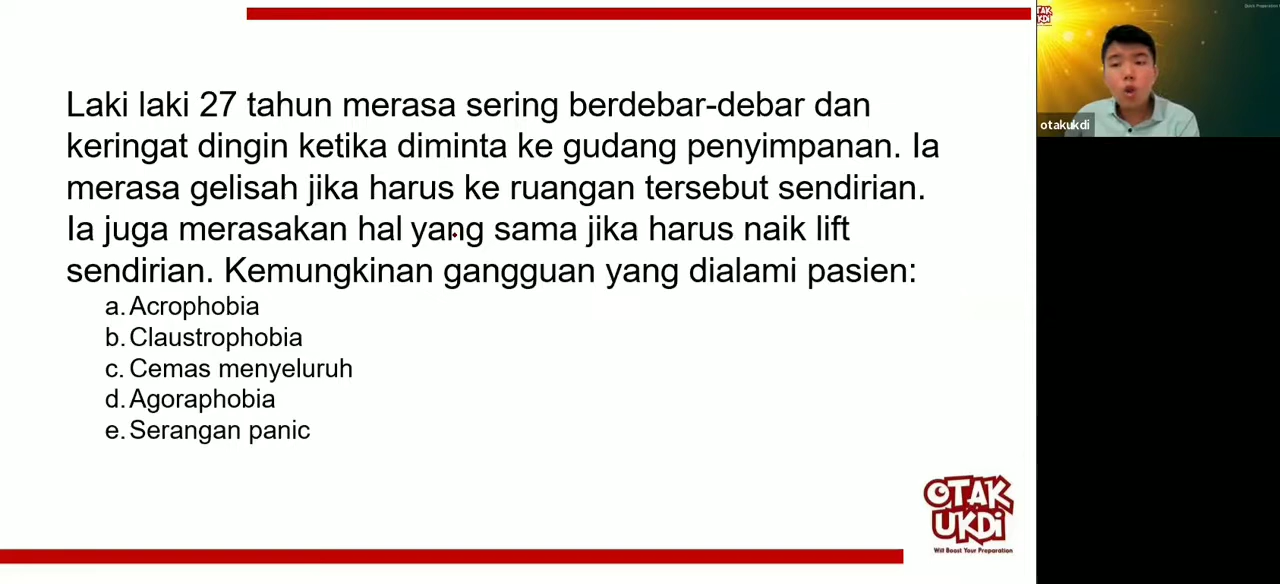 Laki laki 27 tahun merasa sering berdebar-debar dan
keringat dingin ketika diminta ke gudang penyimpanan. Ia
merasa gelisah jika harus ke ruangan tersebut sendirian.
Ia juga merasakan hal yang sama jika harus naik lift
sendirian. Kemungkinan gangguan yang dialami pasien:
a. Acrophobia
b. Claustrophobia
c. Cemas menyeluruh
d. Agoraphobia
e. Serangan panic
OTAK
UKDi
Will Boost Your Preparation
otakukdi